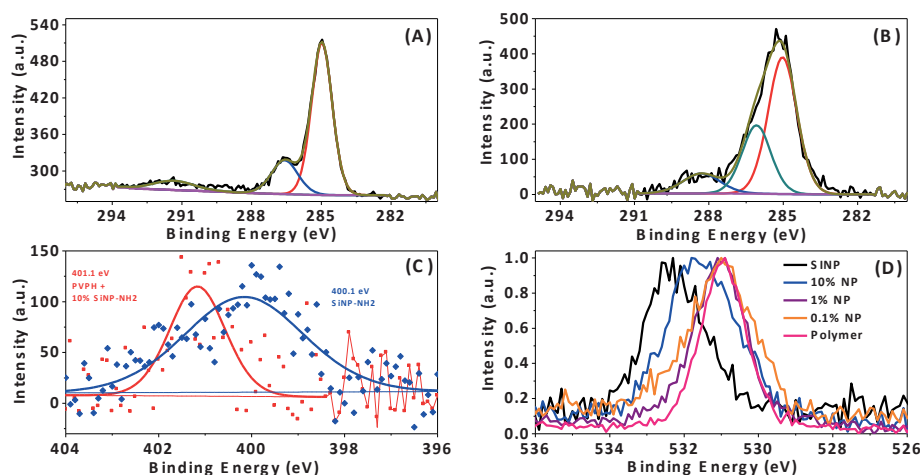 (A)
540
480
420
360
300
Intensity (a.u.)
294 291 288 285 282
Binding Energy (eV)
(B)
500
400
300
200
100
0
Intensity (a.u.)
294 291 288 285 282
Binding Energy (eV)
(C)
150
125
100
75
50
25
0
Intensity (a.u.)
401.1 eV
PVPH +
10% SiNP-NH2
400.1 eV
SiNP-NH2
404 402 400 398 396
Binding Energy (eV)
(D)
1.0
0.8
0.6
0.4
0.2
0.0
Intensity (a.u.)
SINP
10% NP
1% NP
0.1% NP
Polymer
536 534 532 530 528 526
Binding Energy (eV)